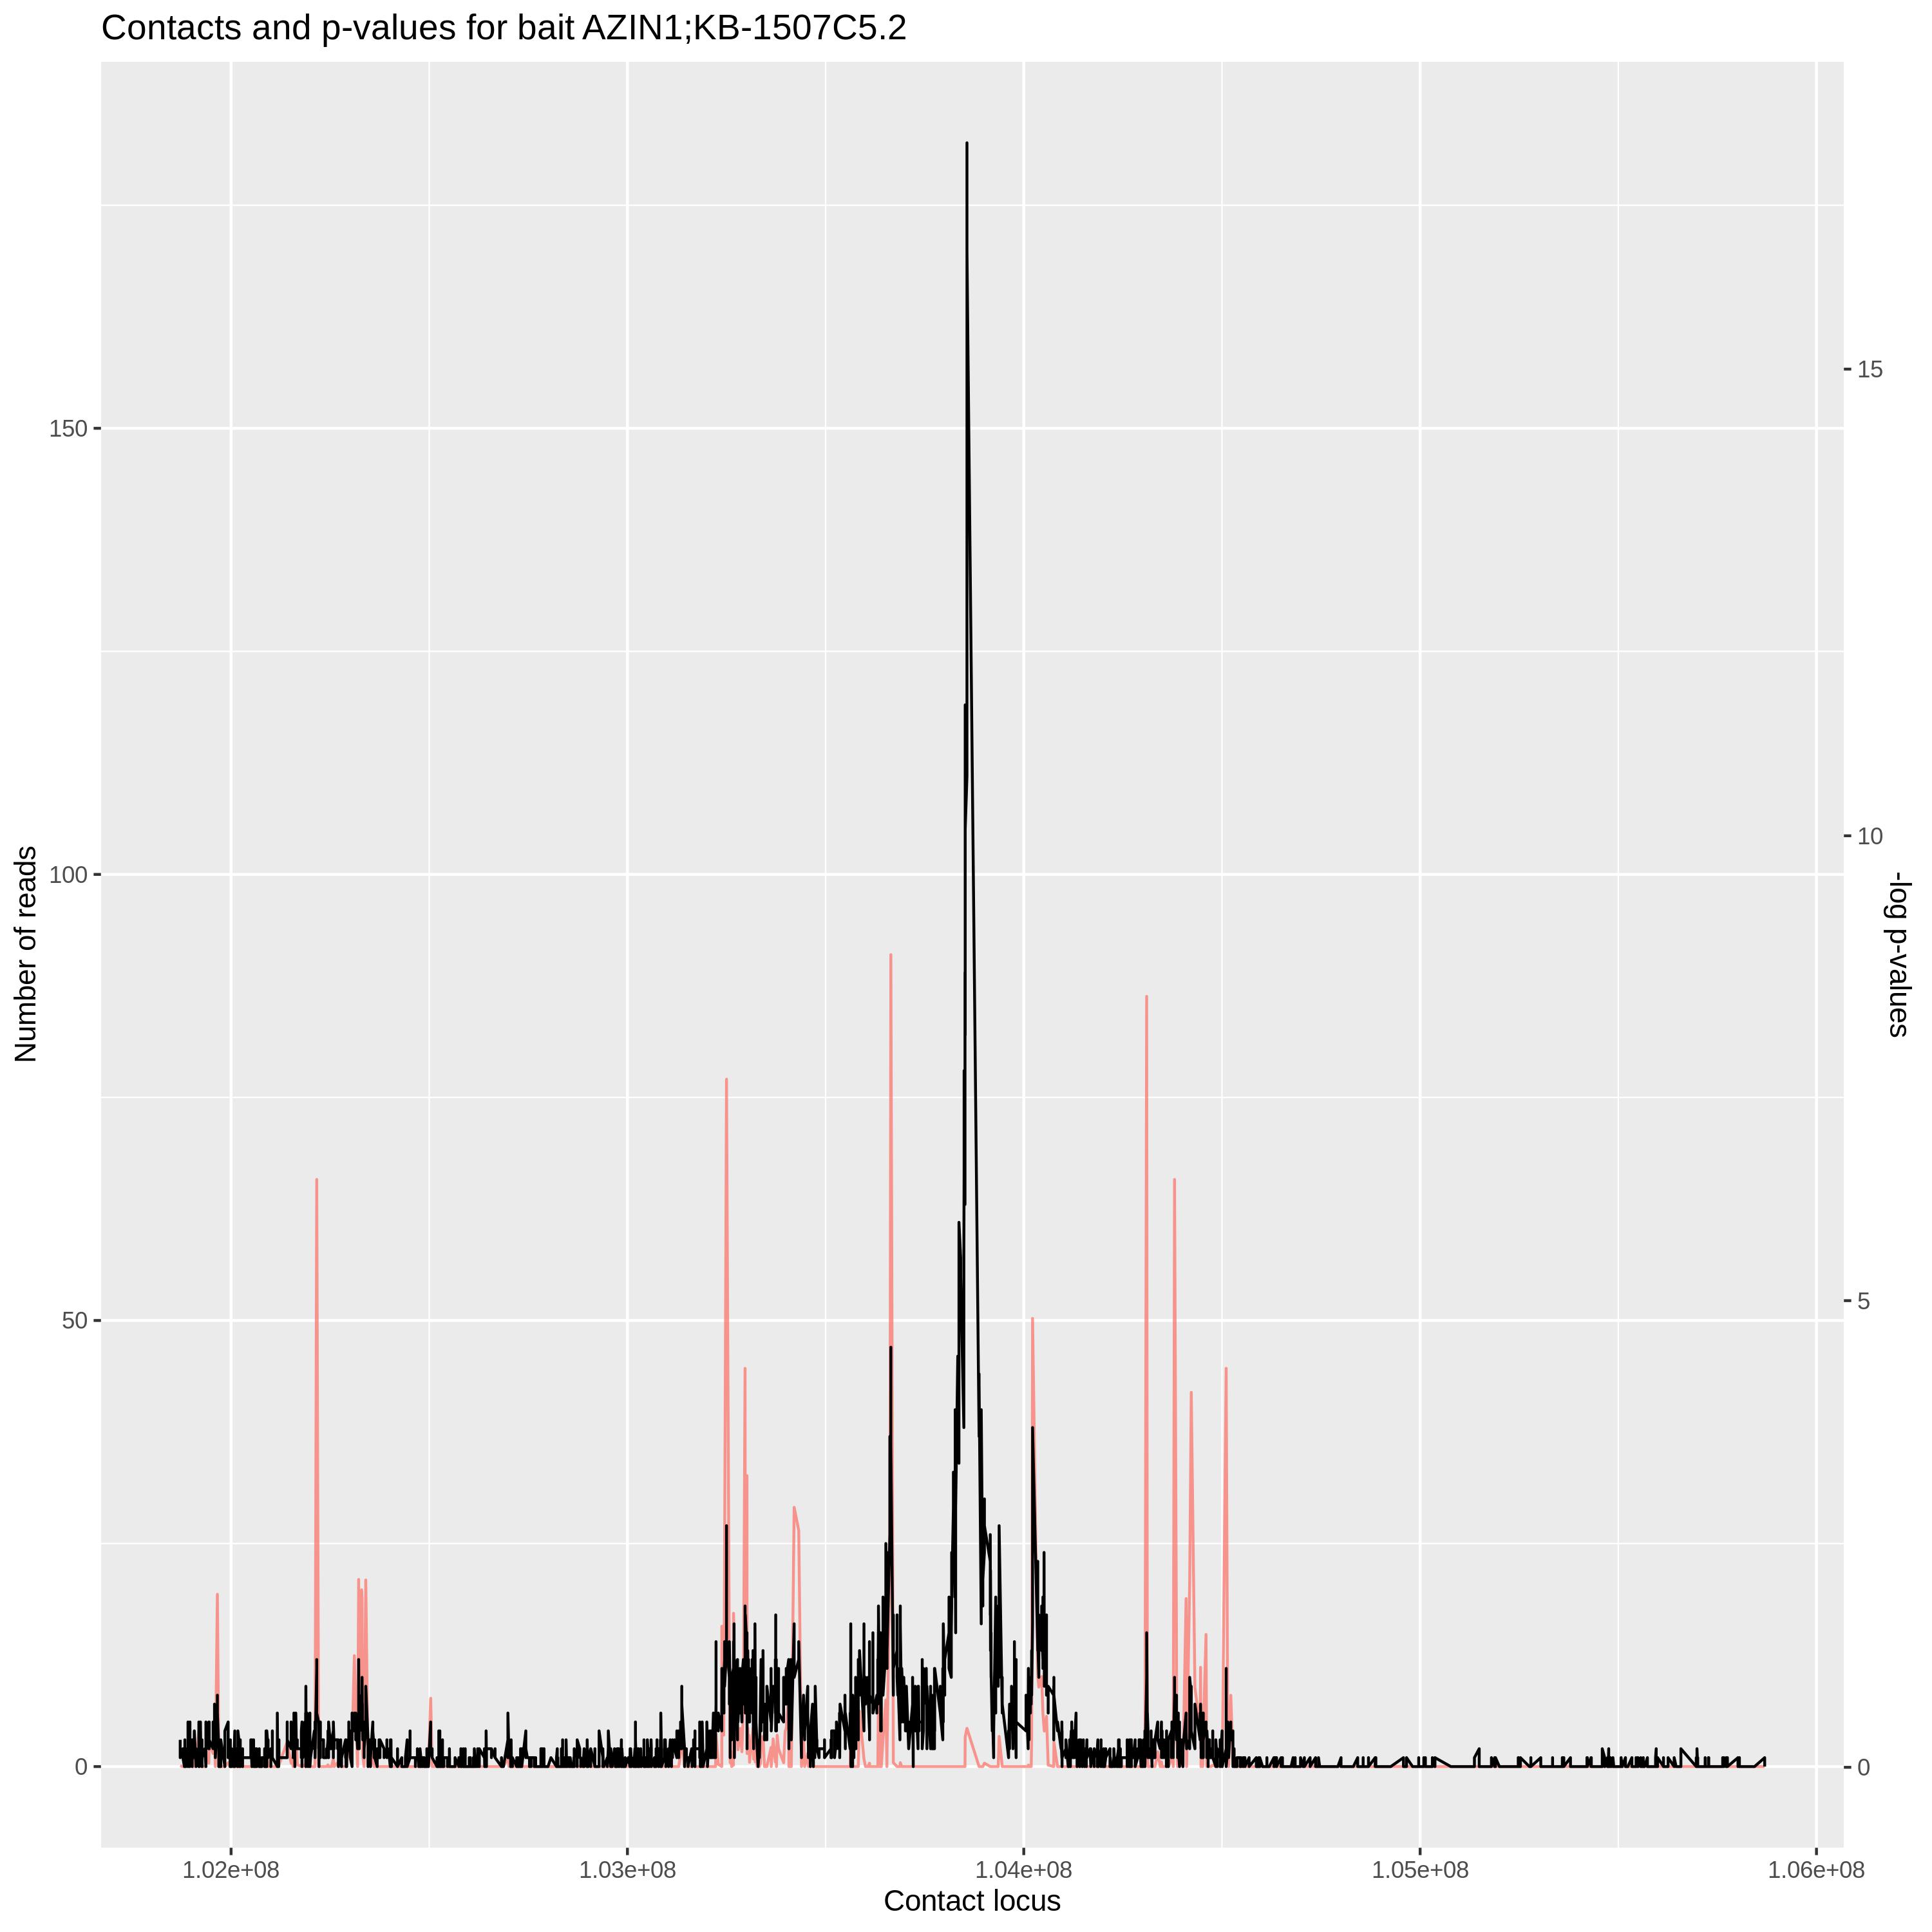 Contacts and p-values for bait AZIN1;KB-1507C5.2
Number of reads
150
100
50
0
15
10
5
0
-log p-values
1.02e+08
1.03e+08
1.04e+08
1.05e+08
1.06e+08
Contact locus